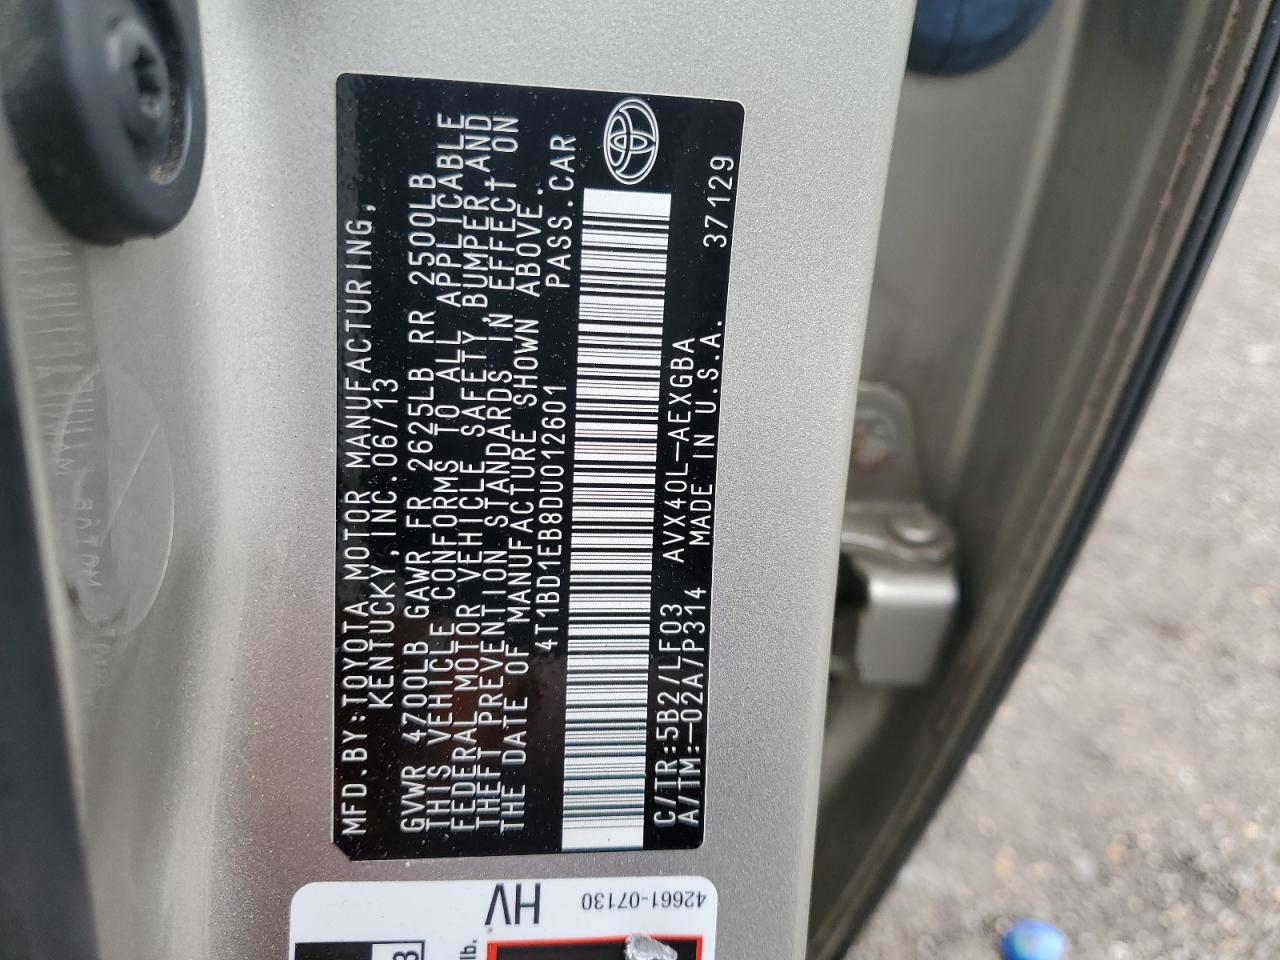 MFD.BY:TOYOTA MOTOR MANUFACTURING,
KENTUCKY,INC.06/13
GVWR 4700LB GAWR FR 2625LB RR 2500LB
THIS VEHICLE CONFORMS TO ALL APPLICABLE
FEDERAL MOTOR VEHICLE SAFETY,BUMPER,AND
THEFT PREVENTION STANDARDS IN EFFECT ON
THE DATE OF MANUFACTURE SHOWN ABOVE.
4T1BD1EB8DU012601 PASS.CAR
C/TR:5B2/LF03 AVX40L-AEXGBA
A/TM:-02A/P314 MADE IN U.S.A. 37129
HV
42661-07130
lb.